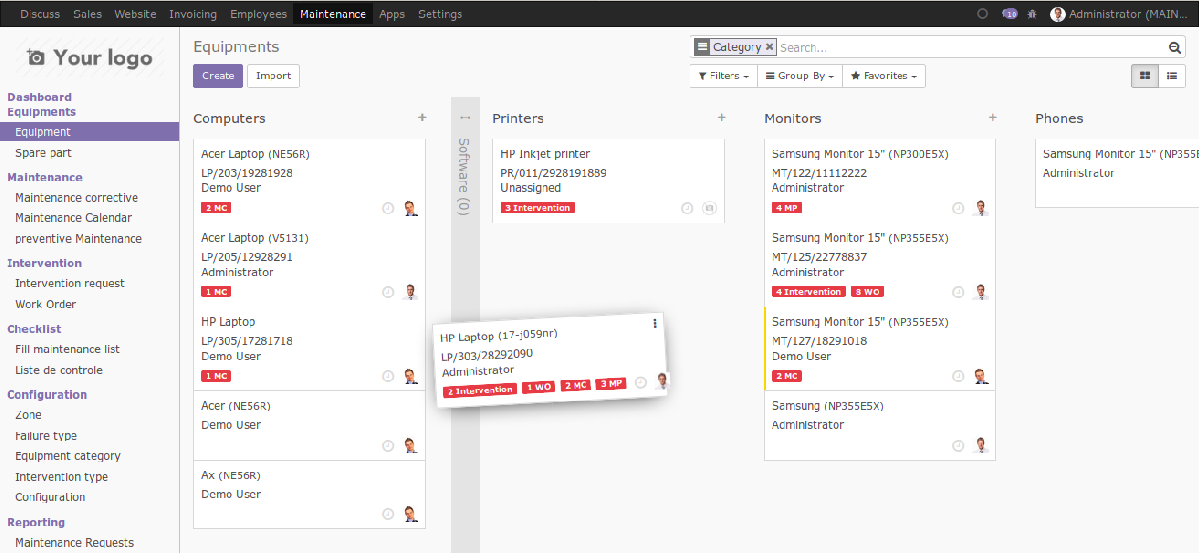 Discuss Sales Website Invoicing Employees Maintenance Apps Settings 10 Administrator (MAIN...
Your logo
Dashboard
Equipments
Equipment
Spare part
Maintenance
Maintenance corrective
Maintenance Calendar
preventive Maintenance
Intervention
Intervention request
Work Order
Checklist
Fill maintenance list
Liste de controle
Configuration
Zone
Failure type
Equipment category
Intervention type
Configuration
Reporting
Maintenance Requests
Equipments
Category Search...
Create Import
Filters Group By Favorites
Computers
Acer Laptop (NE56R)
LP/203/19281928
Demo User
2 NC
Acer Laptop (V5131)
LP/205/12928291
Administrator
1 NC
HP Laptop
LP/305/17281718
Demo User
1 NC
Acer (NE56R)
Demo User
Ax (NE56R)
Demo User
Software (0)
HP Laptop (17-j059nr)
LP/303/28292090
Administrator
2 Intervention 1 WO 2 MC 3 MP
Printers
HP Inkjet printer
PR/011/2928191889
Unassigned
3 Intervention
Monitors
Samsung Monitor 15" (NP300E5X)
MT/122/11112222
Administrator
4 MP
Samsung Monitor 15" (NP355E5X)
MT/125/22778837
Administrator
4 Intervention 8 WO
Samsung Monitor 15" (NP355E5X)
MT/127/18291018
Demo User
2 MC
Samsung (NP355E5X)
Administrator
Phones
Samsung Monitor 15" (NP355E
Administrator